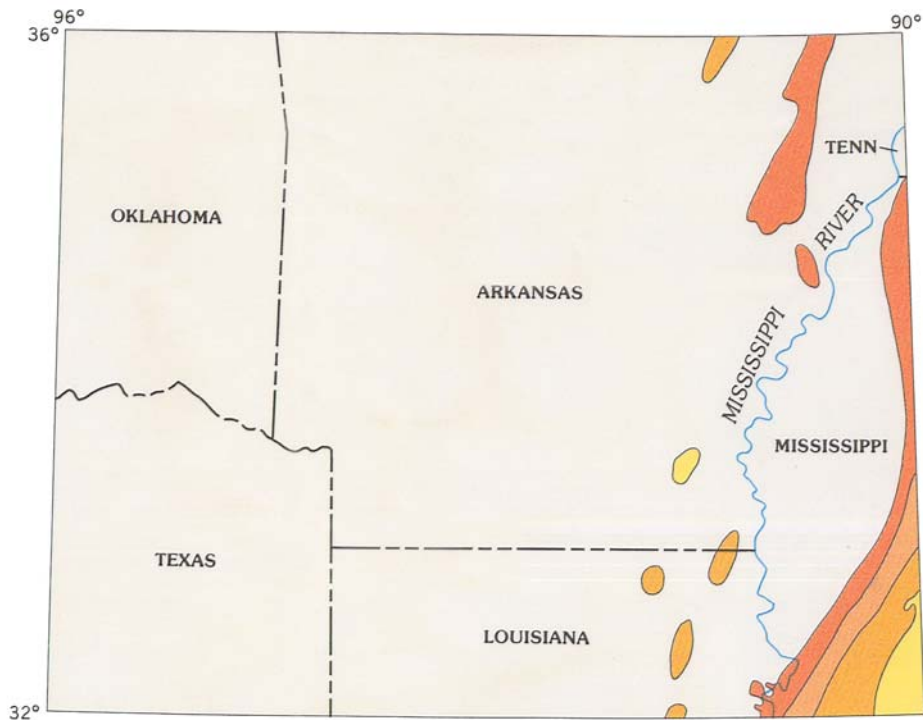 96°
90°
36°
TENN
OKLAHOMA
RIVER
ARKANSAS
MISSISSIPPI
MISSISSIPPI
TEXAS
LOUISIANA
32°